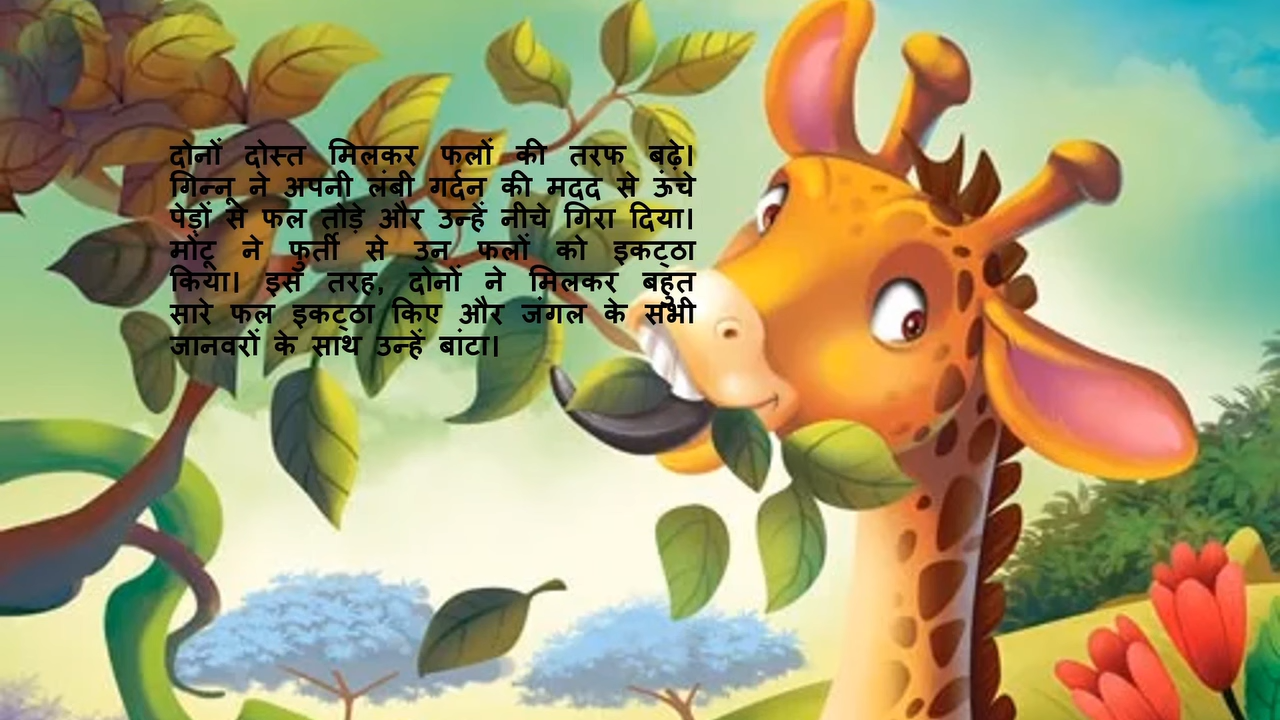 दोनों दोस्त मिलकर फलों की तरफ बढ़े।
गिन्नू ने अपनी लंबी गर्दन की मदद से ऊंचे
पेड़ों से फल तोड़े और उन्हें नीचे गिरा दिया।
मोंटू ने फुर्ती से उन फलों को इकट्ठा
किया। इस तरह, दोनों ने मिलकर बहुत
सारे फल इकट्ठा किए और जंगल के सभी
जानवरों के साथ उन्हें बांटा।